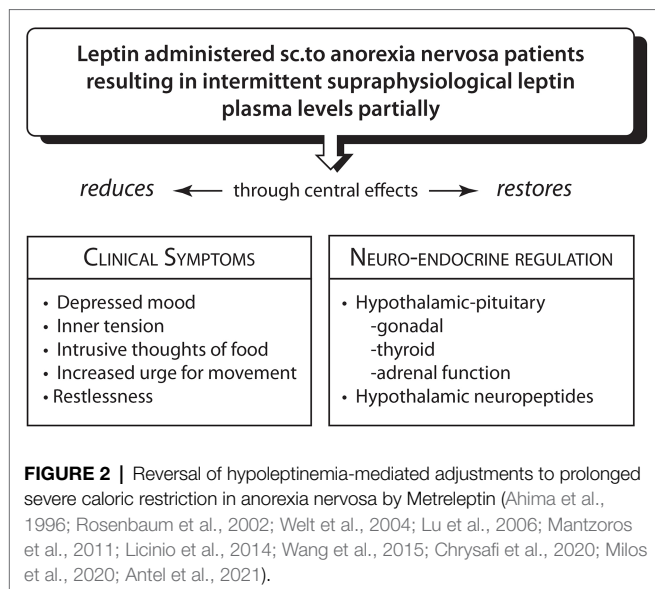 Leptin administered sc.to anorexia nervosa patients
resulting in intermittent supraphysiological leptin
plasma levels partially
reduces through central effects restores
CLINICAL SYMPTOMS
• Depressed mood
• Inner tension
• Intrusive thoughts of food
• Increased urge for movement
• Restlessness
NEURO-ENDOCRINE REGULATION
• Hypothalamic-pituitary
-gonadal
-thyroid
-adrenal function
• Hypothalamic neuropeptides
FIGURE 2 | Reversal of hypoleptinemia-mediated adjustments to prolonged
severe caloric restriction in anorexia nervosa by Metreleptin (Ahima et al.,
1996; Rosenbaum et al., 2002; Welt et al., 2004; Lu et al., 2006; Mantzoros
et al., 2011; Licinio et al., 2014; Wang et al., 2015; Chrysafi et al., 2020; Milos
et al., 2020; Antel et al., 2021).